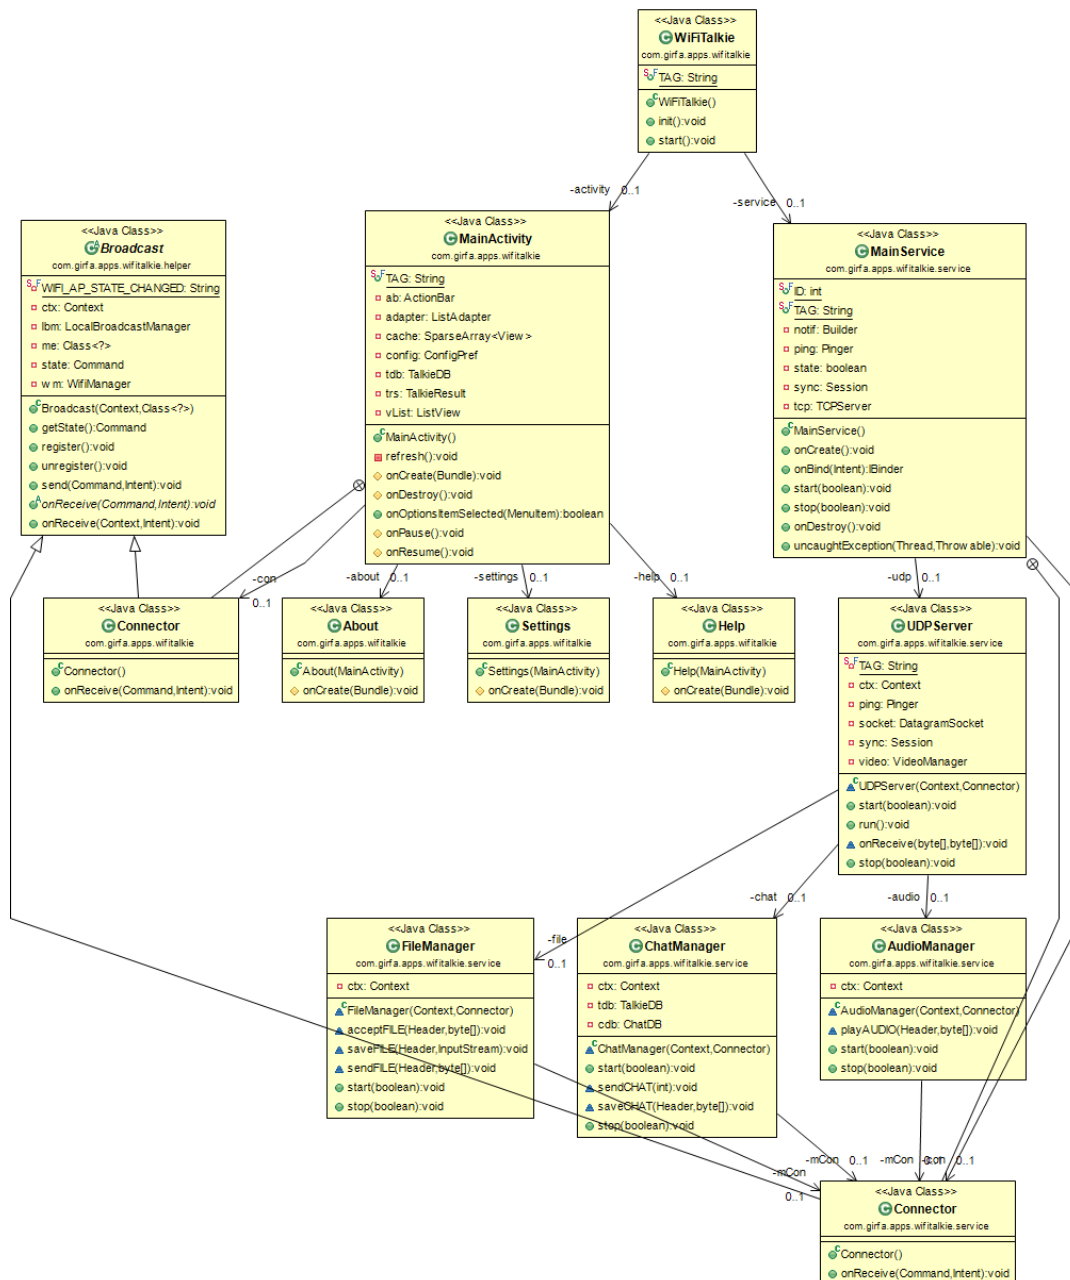 <<Java Class>>
WiFiTalkie
com.girfa.apps.wifitalkie
TAG: String
WiFiTalkie()
init():void
start():void
-activity 0..1
-service 0..1
<<Java Class>>
Broadcast
com.girfa.apps.wifitalkie.helper
WIFI_AP_STATE_CHANGED: String
ctx: Context
lbm: LocalBroadcastManager
me: Class<?>
state: Command
wm: WifiManager
Broadcast(Context,Class<?>)
getState():Command
register():void
unregister():void
send(Command,Intent):void
onReceive(Command,Intent):void
onReceive(Context,Intent):void
<<Java Class>>
MainActivity
com.girfa.apps.wifitalkie
TAG: String
ab: ActionBar
adapter: ListAdapter
cache: SparseArray<View>
config: ConfigPref
tdb: TalkieDB
trs: TalkieResult
vList: ListView
MainActivity()
refresh():void
onCreate(Bundle):void
onDestroy():void
onOptionsItemSelected(MenuItem):boolean
onPause():void
onResume():void
<<Java Class>>
MainService
com.girfa.apps.wifitalkie.service
ID: int
TAG: String
notif: Builder
ping: Pinger
state: boolean
sync: Session
tcp: TCPServer
MainService()
onCreate():void
onBind(Intent):IBinder
start(boolean):void
stop(boolean):void
onDestroy():void
uncaughtException(Thread,Throwable):void
-con
0..1
-about 0..1
-settings 0..1
-help 0..1
-udp 0..1
<<Java Class>>
Connector
com.girfa.apps.wifitalkie
Connector()
onReceive(Command,Intent):void
<<Java Class>>
About
com.girfa.apps.wifitalkie
About(MainActivity)
onCreate(Bundle):void
<<Java Class>>
Settings
com.girfa.apps.wifitalkie
Settings(MainActivity)
onCreate(Bundle):void
<<Java Class>>
Help
com.girfa.apps.wifitalkie
Help(MainActivity)
onCreate(Bundle):void
<<Java Class>>
UDPServer
com.girfa.apps.wifitalkie.service
TAG: String
ctx: Context
ping: Pinger
socket: DatagramSocket
sync: Session
video: VideoManager
UDPServer(Context,Connector)
start(boolean):void
run():void
onReceive(byte[],byte[]):void
stop(boolean):void
-file
0..1
-chat 0..1
-audio 0..1
<<Java Class>>
FileManager
com.girfa.apps.wifitalkie.service
ctx: Context
FileManager(Context,Connector)
acceptFILE(Header,byte[]):void
saveFILE(Header,InputStream):void
sendFILE(Header,byte[]):void
start(boolean):void
stop(boolean):void
<<Java Class>>
ChatManager
com.girfa.apps.wifitalkie.service
ctx: Context
tdb: TalkieDB
cdb: ChatDB
ChatManager(Context,Connector)
start(boolean):void
sendCHAT(int):void
saveCHAT(Header,byte[]):void
stop(boolean):void
<<Java Class>>
AudioManager
com.girfa.apps.wifitalkie.service
ctx: Context
AudioManager(Context,Connector)
playAUDIO(Header,byte[]):void
start(boolean):void
stop(boolean):void
-mCon
0..1
-mCon 0..1
-mCon 0..1
-con 0..1
<<Java Class>>
Connector
com.girfa.apps.wifitalkie.service
Connector()
onReceive(Command,Intent):void